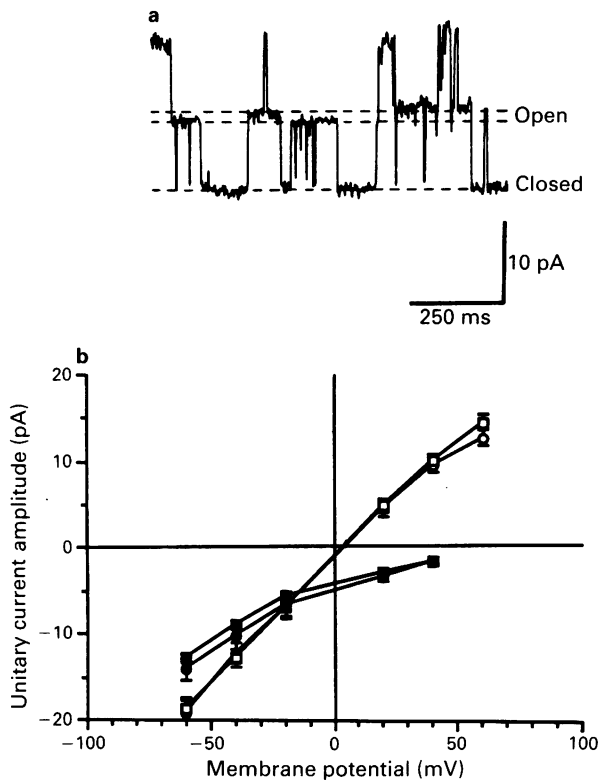 a
Open
Closed
10 pA
250 ms
b
Unitary current amplitude (pA)
20
10
0
−10
−20
−100
−50
0
50
100
Membrane potential (mV)